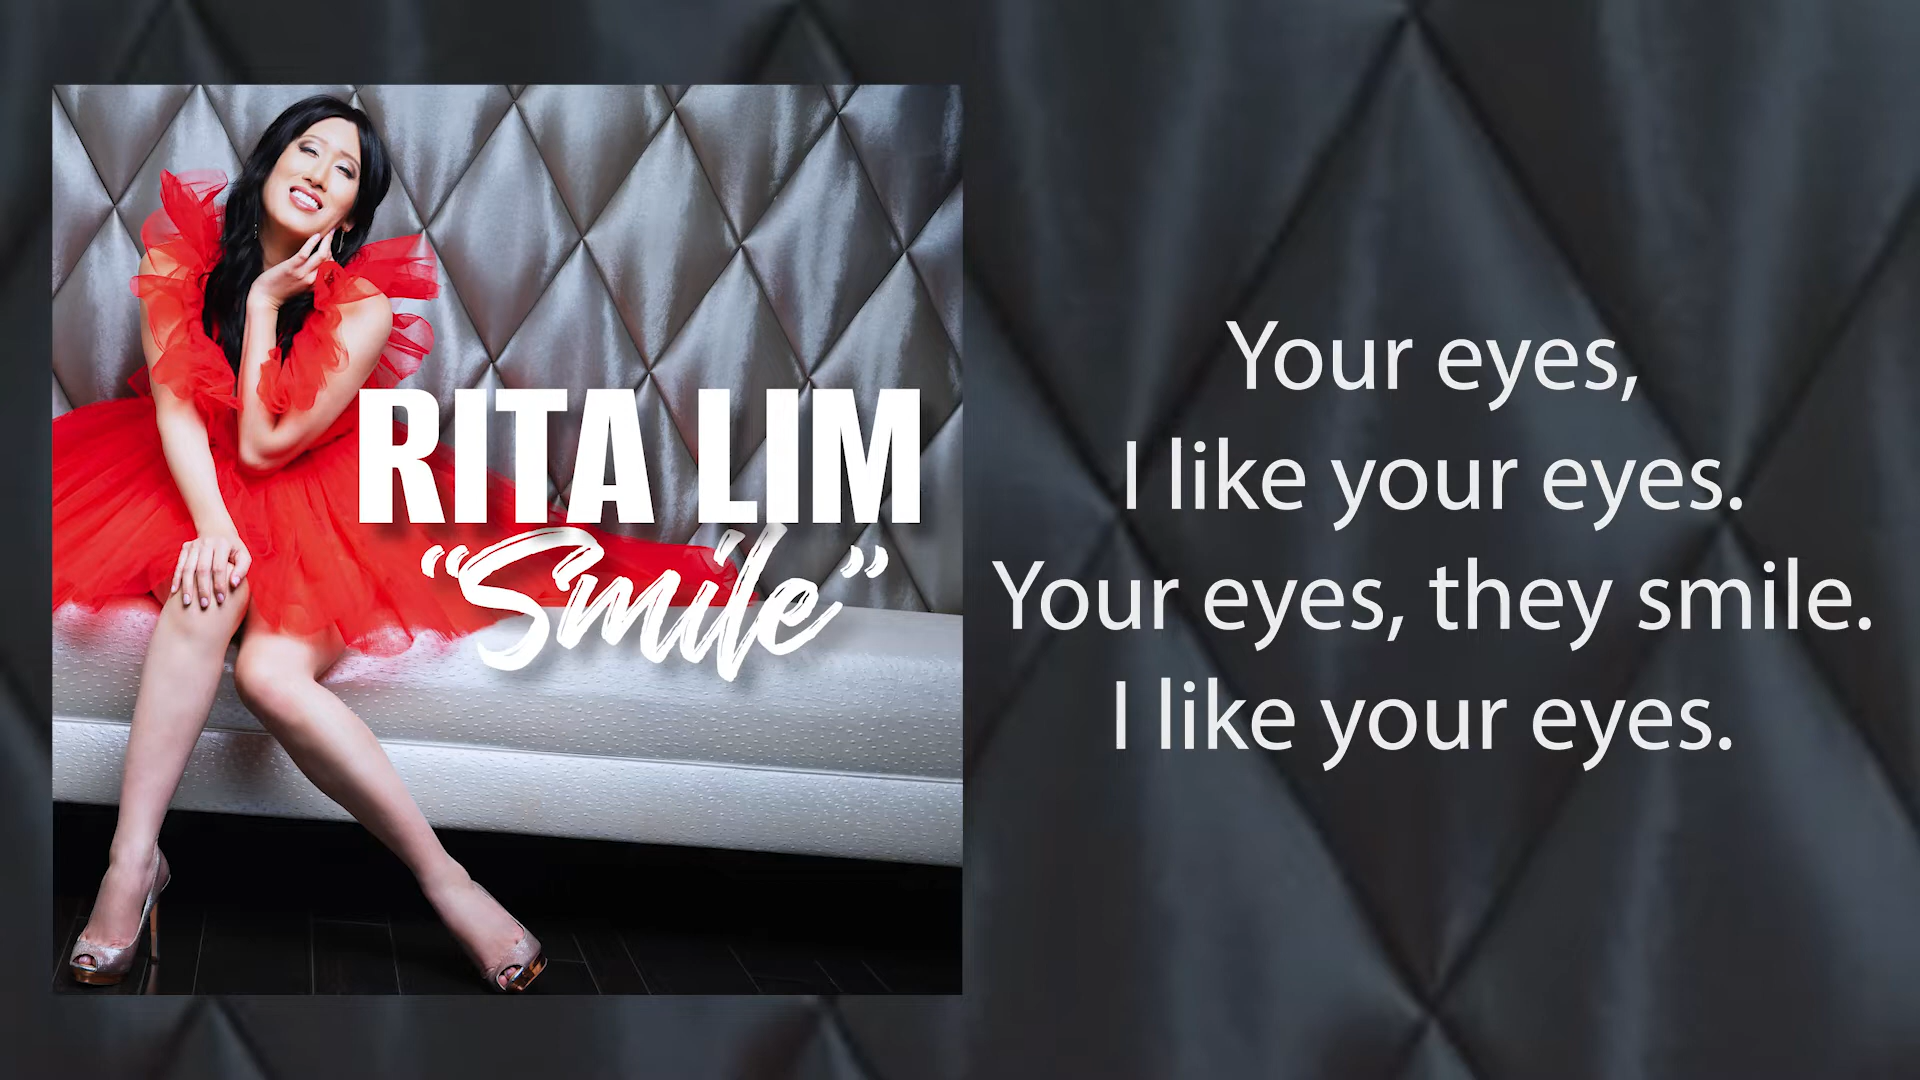 RITA LIM
"Smile"
Your eyes,
I like your eyes.
Your eyes, they smile.
I like your eyes.